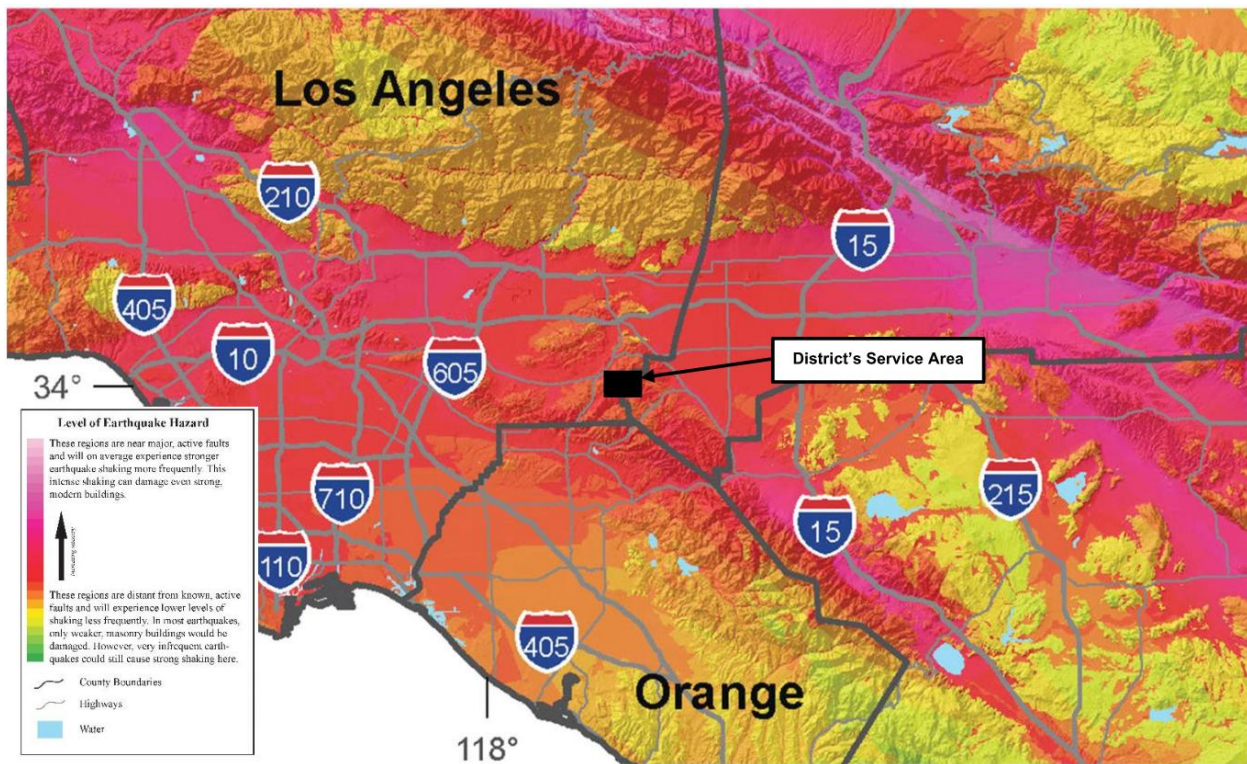 Los Angeles
210
15
405
10
605
District's Service Area
34°
Level of Earthquake Hazard
These regions are near major, active faults
and will on average experience stronger
earthquake shaking more frequently. This
intense shaking can damage even strong,
modern buildings.
These regions are distant from known, active
faults and will experience lower levels of
shaking less frequently. In most earthquakes,
only weaker, masonry buildings would be
damaged. However, very infrequent earth-
quakes could still cause strong shaking here.
County Boundaries
Highways
Water
710
215
15
110
405
Orange
118°